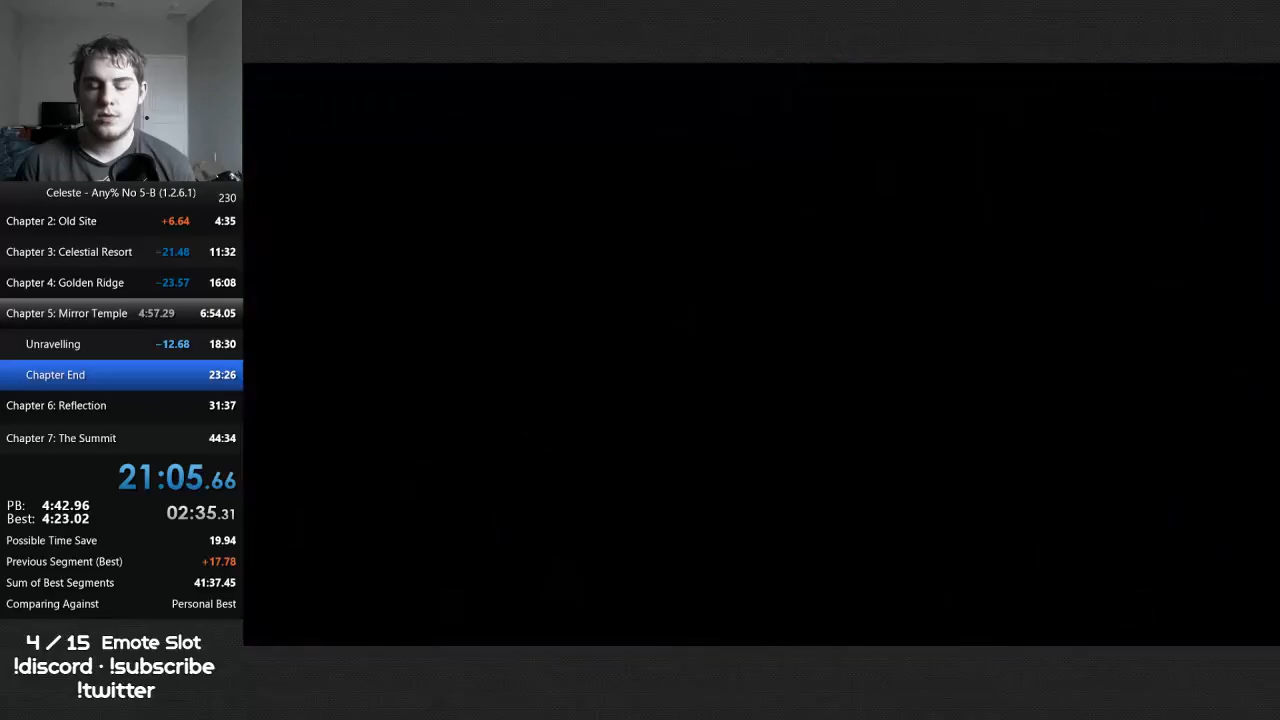 Celeste - Any% No 5-B (1.2.6.1) 230
Chapter 2: Old Site +6.64 4:35
Chapter 3: Celestial Resort −21.48 11:32
Chapter 4: Golden Ridge −23.57 16:08
Chapter 5: Mirror Temple 4:57.29 6:54.05
Unravelling −12.68 18:30
Chapter End 23:26
Chapter 6: Reflection 31:37
Chapter 7: The Summit 44:34
21:05.66
PB: 4:42.96
Best: 4:23.02 02:35.31
Possible Time Save 19.94
Previous Segment (Best) +17.78
Sum of Best Segments 41:37.45
Comparing Against Personal Best
4 / 15 Emote Slot
!discord · !subscribe
!twitter